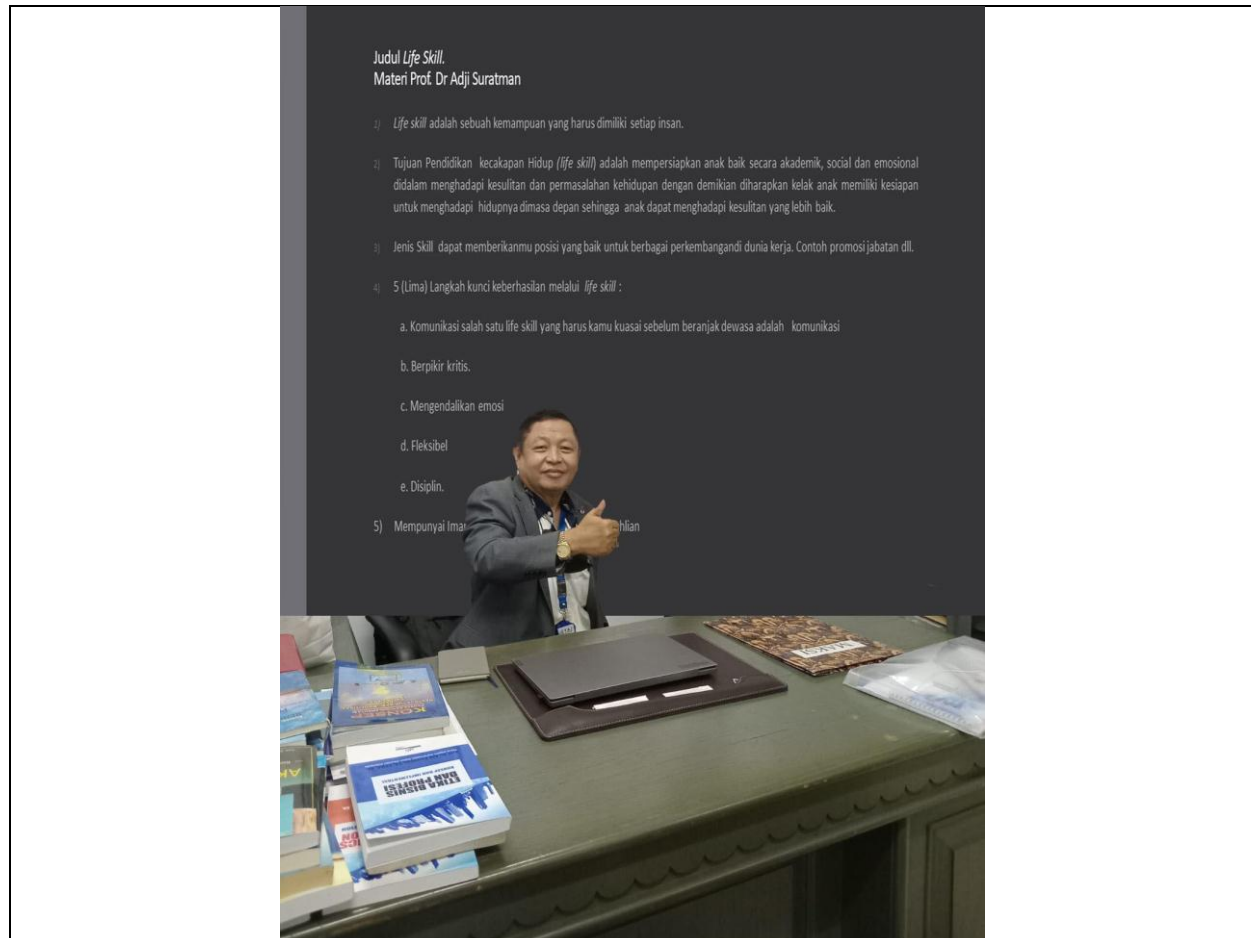 Judul Life Skill.
Materi Prof. Dr Adji Suratman
1) Life skill adalah sebuah kemampuan yang harus dimiliki setiap insan.
2) Tujuan Pendidikan kecakapan Hidup (life skill) adalah mempersiapkan anak baik secara akademik, social dan emosional
didalam menghadapi kesulitan dan permasalahan kehidupan dengan demikian diharapkan kelak anak memiliki kesiapan
untuk menghadapi hidupnya dimasa depan sehingga anak dapat menghadapi kesulitan yang lebih baik.
3) Jenis Skill dapat memberikanmu posisi yang baik untuk berbagai perkembangandi dunia kerja. Contoh promosi jabatan dll.
4) 5 (Lima) Langkah kunci keberhasilan melalui life skill :
a. Komunikasi salah satu life skill yang harus kamu kuasai sebelum beranjak dewasa adalah komunikasi
b. Berpikir kritis.
c. Mengendalikan emosi
d. Fleksibel
e. Disiplin.
5) Mempunyai Iman hlian
MAKSI
KONSEP
ETIKA BISNIS
DAN PROFESI